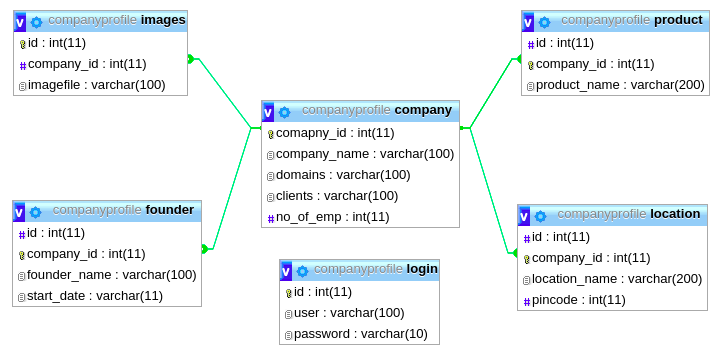 companyprofile images
id : int(11)
company_id : int(11)
imagefile : varchar(100)
companyprofile product
id : int(11)
company_id : int(11)
product_name : varchar(200)
companyprofile company
comapny_id : int(11)
company_name : varchar(100)
domains : varchar(100)
clients : varchar(100)
no_of_emp : int(11)
companyprofile founder
id : int(11)
company_id : int(11)
founder_name : varchar(100)
start_date : varchar(11)
companyprofile location
id : int(11)
company_id : int(11)
location_name : varchar(200)
pincode : int(11)
companyprofile login
id : int(11)
user : varchar(100)
password : varchar(10)